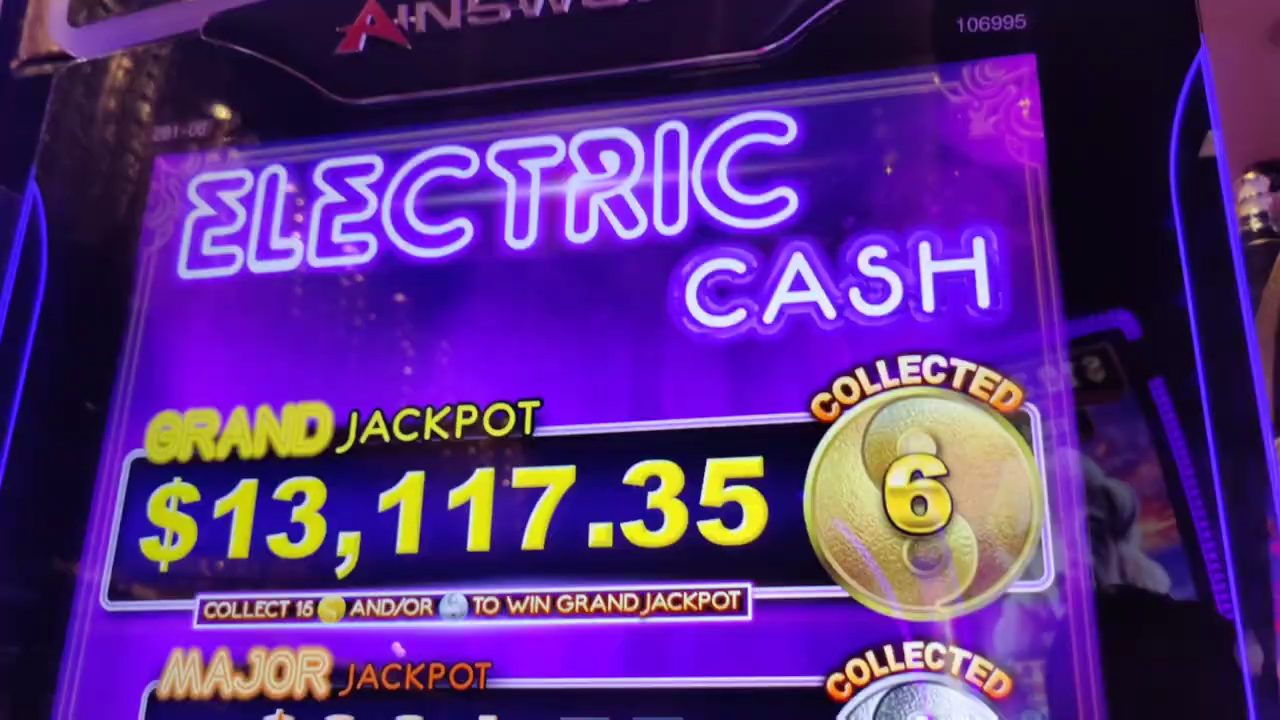 AINSWO
106995
ELECTRIC
CASH
COLLECTED
6
GRAND JACKPOT
$13,117.35
COLLECT 15 AND/OR TO WIN GRAND JACKPOT
COLLECTED
MAJOR JACKPOT